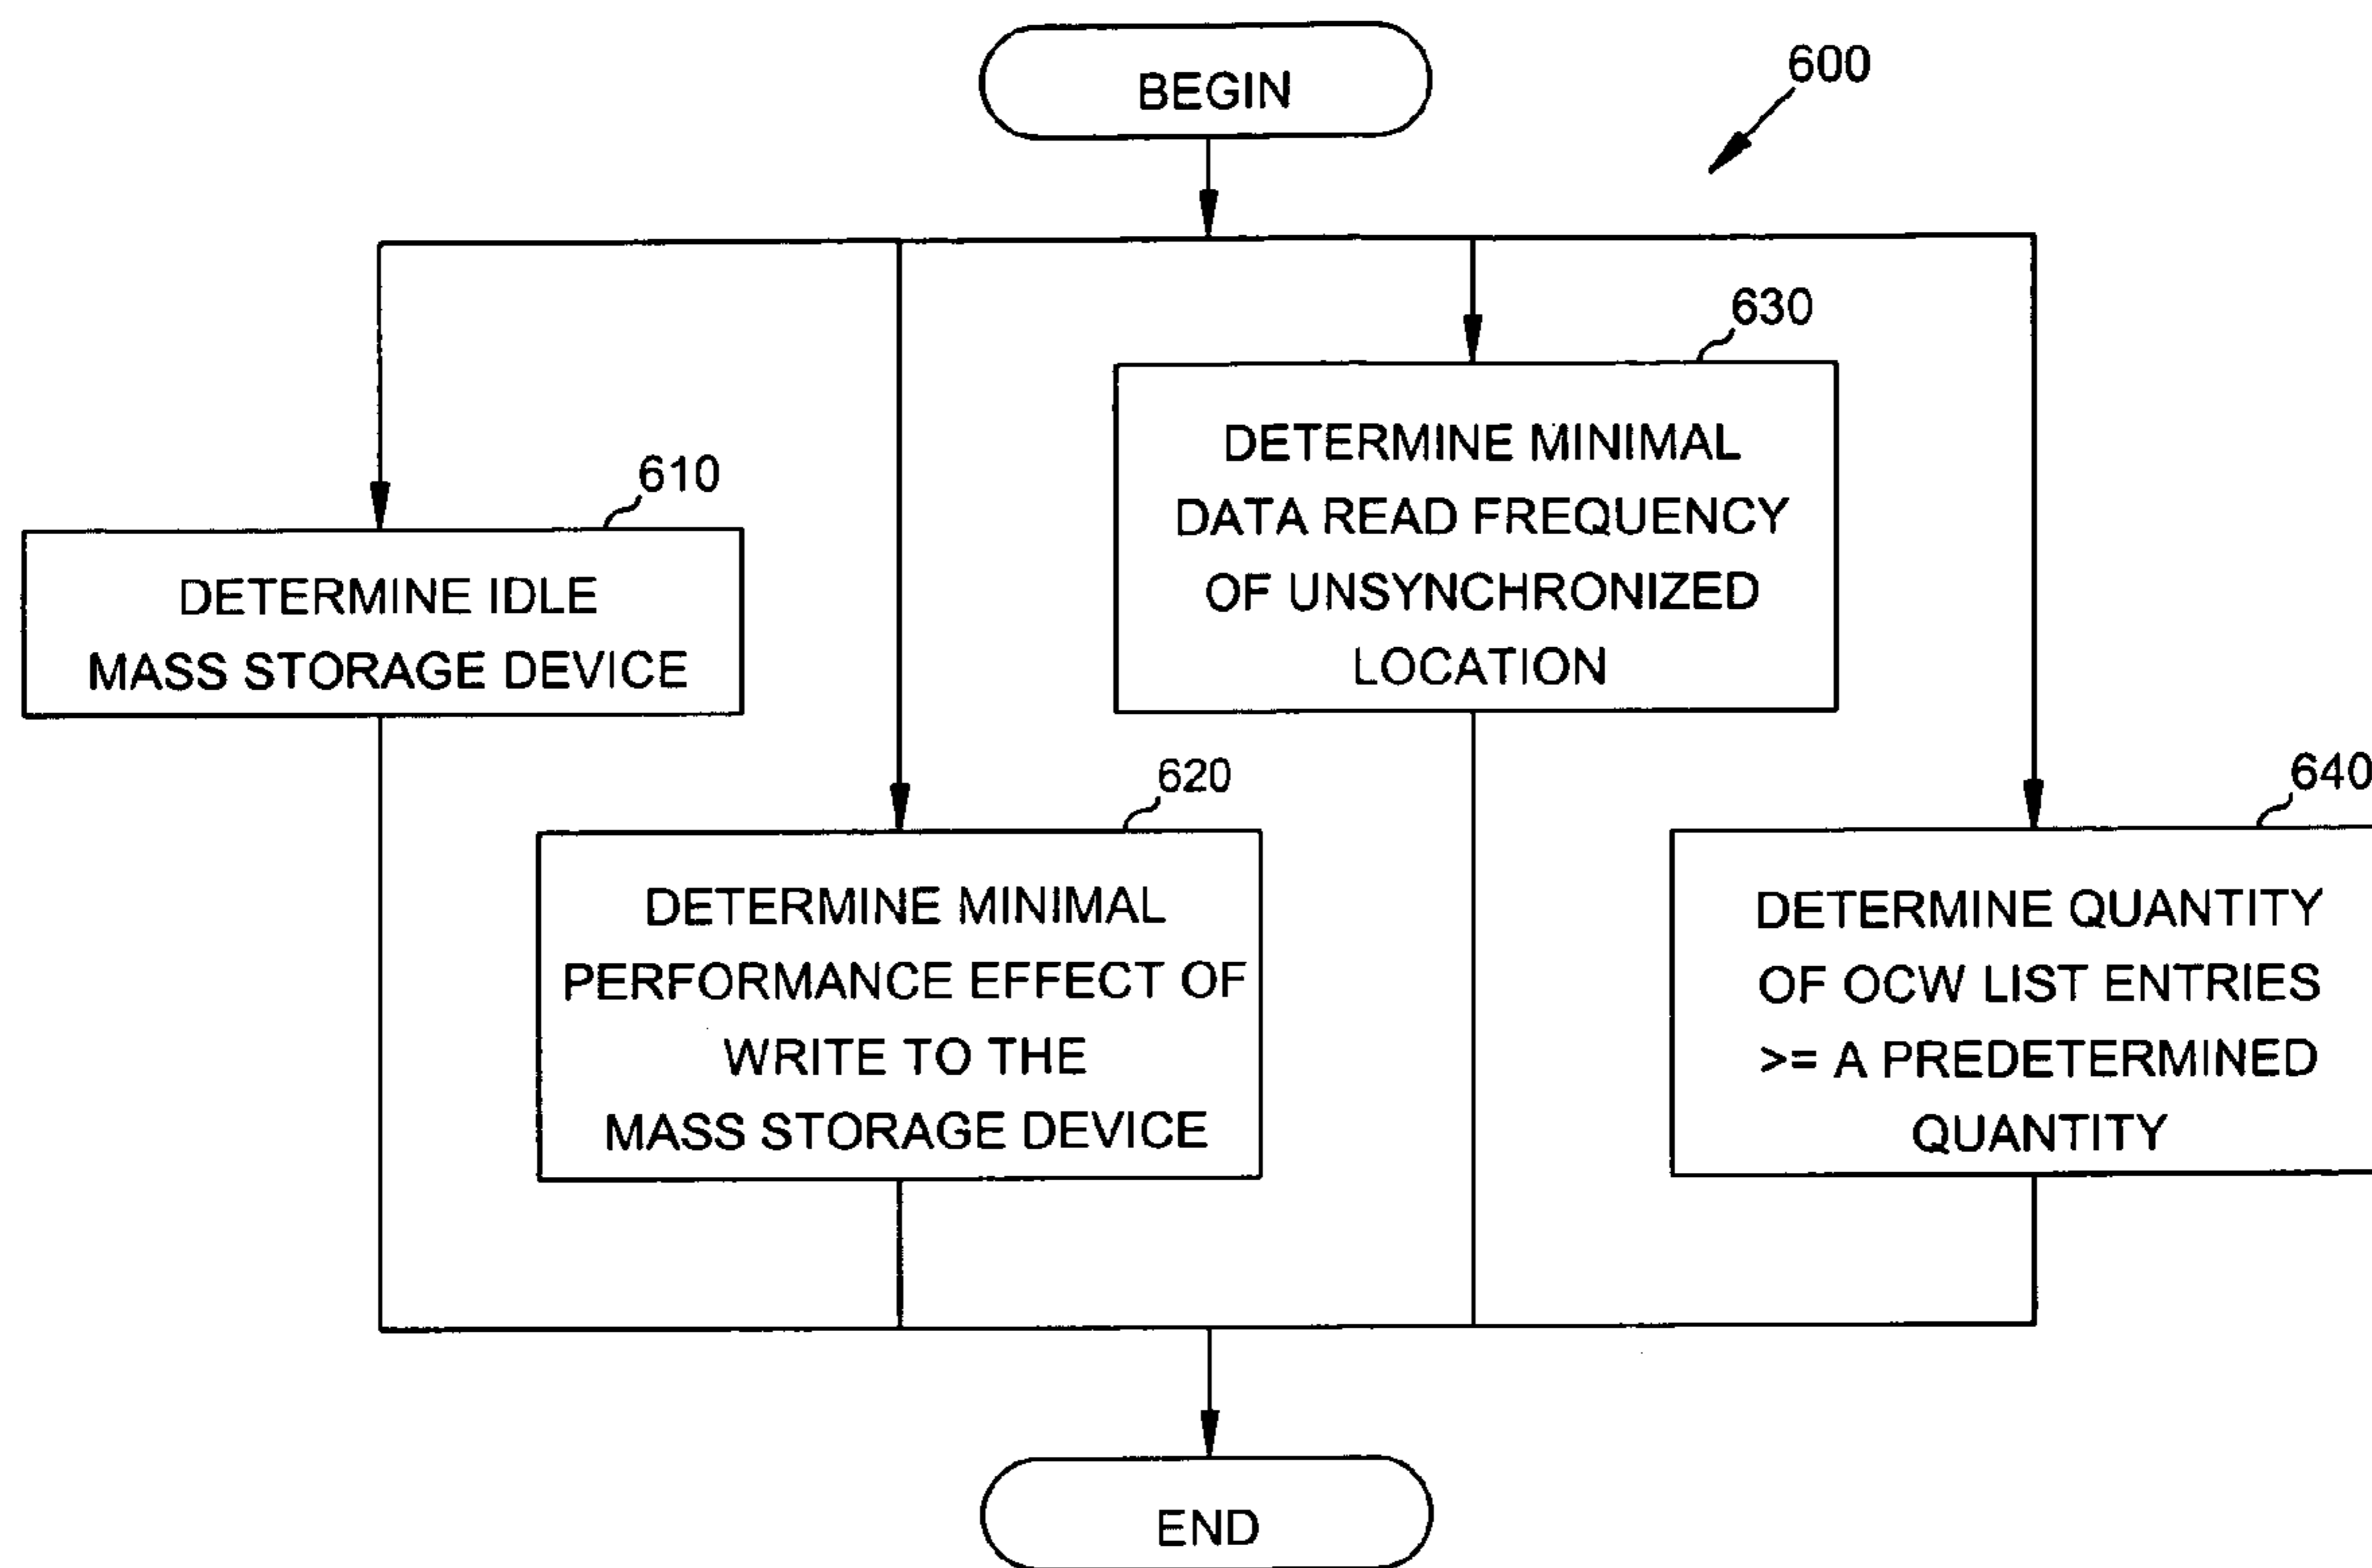 BEGIN
600
630
DETERMINE MINIMAL
DATA READ FREQUENCY
OF UNSYNCHRONIZED
LOCATION
610
DETERMINE IDLE
MASS STORAGE DEVICE
620
DETERMINE MINIMAL
PERFORMANCE EFFECT OF
WRITE TO THE
MASS STORAGE DEVICE
640
DETERMINE QUANTITY
OF OCW LIST ENTRIES
>= A PREDETERMINED
QUANTITY
END